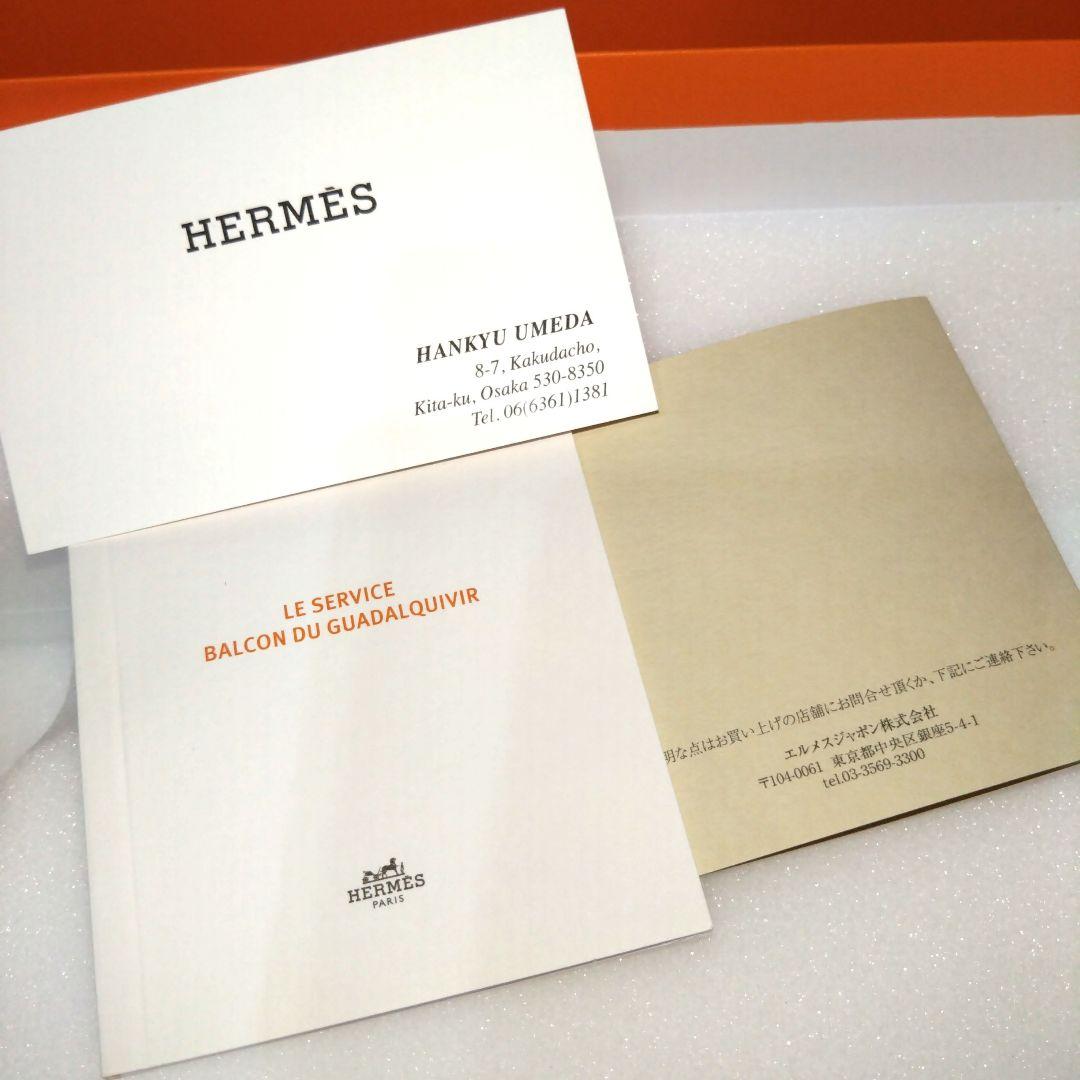 HERMÈS
HANKYU UMEDA
8-7, Kakudacho,
Kita-ku, Osaka 530-8350
Tel. 06(6361)1381
LE SERVICE
BALCON DU GUADALQUIVIR
HERMÈS
PARIS
明な点はお買い上げの店舗にお問合せ頂くか、下記にご連絡下さい。
エルメスジャポン株式会社
〒104-0061 東京都中央区銀座5-4-1
tel.03-3569-3300